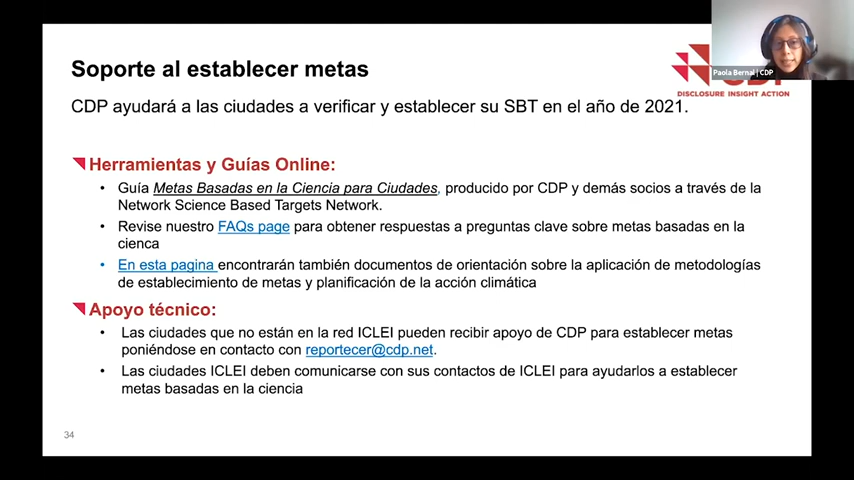 Soporte al establecer metas
CDP ayudará a las ciudades a verificar y establecer su SBT en el año de 2021.
Paola Bernal | CDP
DISCLOSURE INSIGHT ACTION
Herramientas y Guías Online:
• Guía Metas Basadas en la Ciencia para Ciudades, producido por CDP y demás socios a través de la
Network Science Based Targets Network.
• Revise nuestro FAQs page para obtener respuestas a preguntas clave sobre metas basadas en la
cienca
• En esta pagina encontrarán también documentos de orientación sobre la aplicación de metodologías
de establecimiento de metas y planificación de la acción climática
Apoyo técnico:
• Las ciudades que no están en la red ICLEI pueden recibir apoyo de CDP para establecer metas
poniéndose en contacto con reportecer@cdp.net.
• Las ciudades ICLEI deben comunicarse con sus contactos de ICLEI para ayudarlos a establecer
metas basadas en la ciencia
34